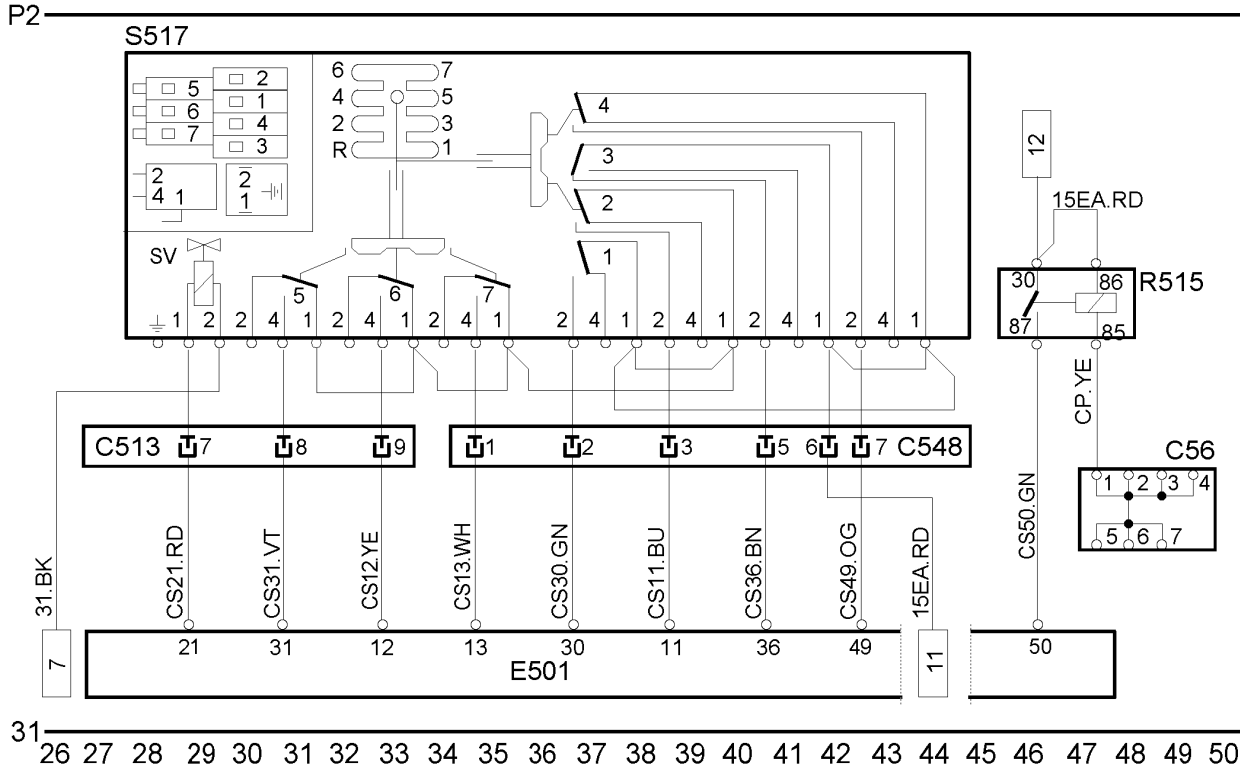 P2
S517
5 2
6 1
7 4
3
2
4 1
2
1
6 7
4 5
2 3
R 1
4
3
2
1
SV
5 6 7
1 2 2 4 1 2 4 1 2 4 1 2 4 1 2 4 1 2 4 1 2 4 1
12
15EA.RD
30 86
R515
87 85
CP.YE
C513 7 8 9
1 2 3 5 6 7 C548
C56
1 2 3 4
5 6 7
31.BK
CS21.RD
CS31.VT
CS12.YE
CS13.WH
CS30.GN
CS11.BU
CS36.BN
CS49.OG
15EA.RD
CS50.GN
7
21 31 12 13 30 11 36 49
11
50
E501
31
26 27 28 29 30 31 32 33 34 35 36 37 38 39 40 41 42 43 44 45 46 47 48 49 50